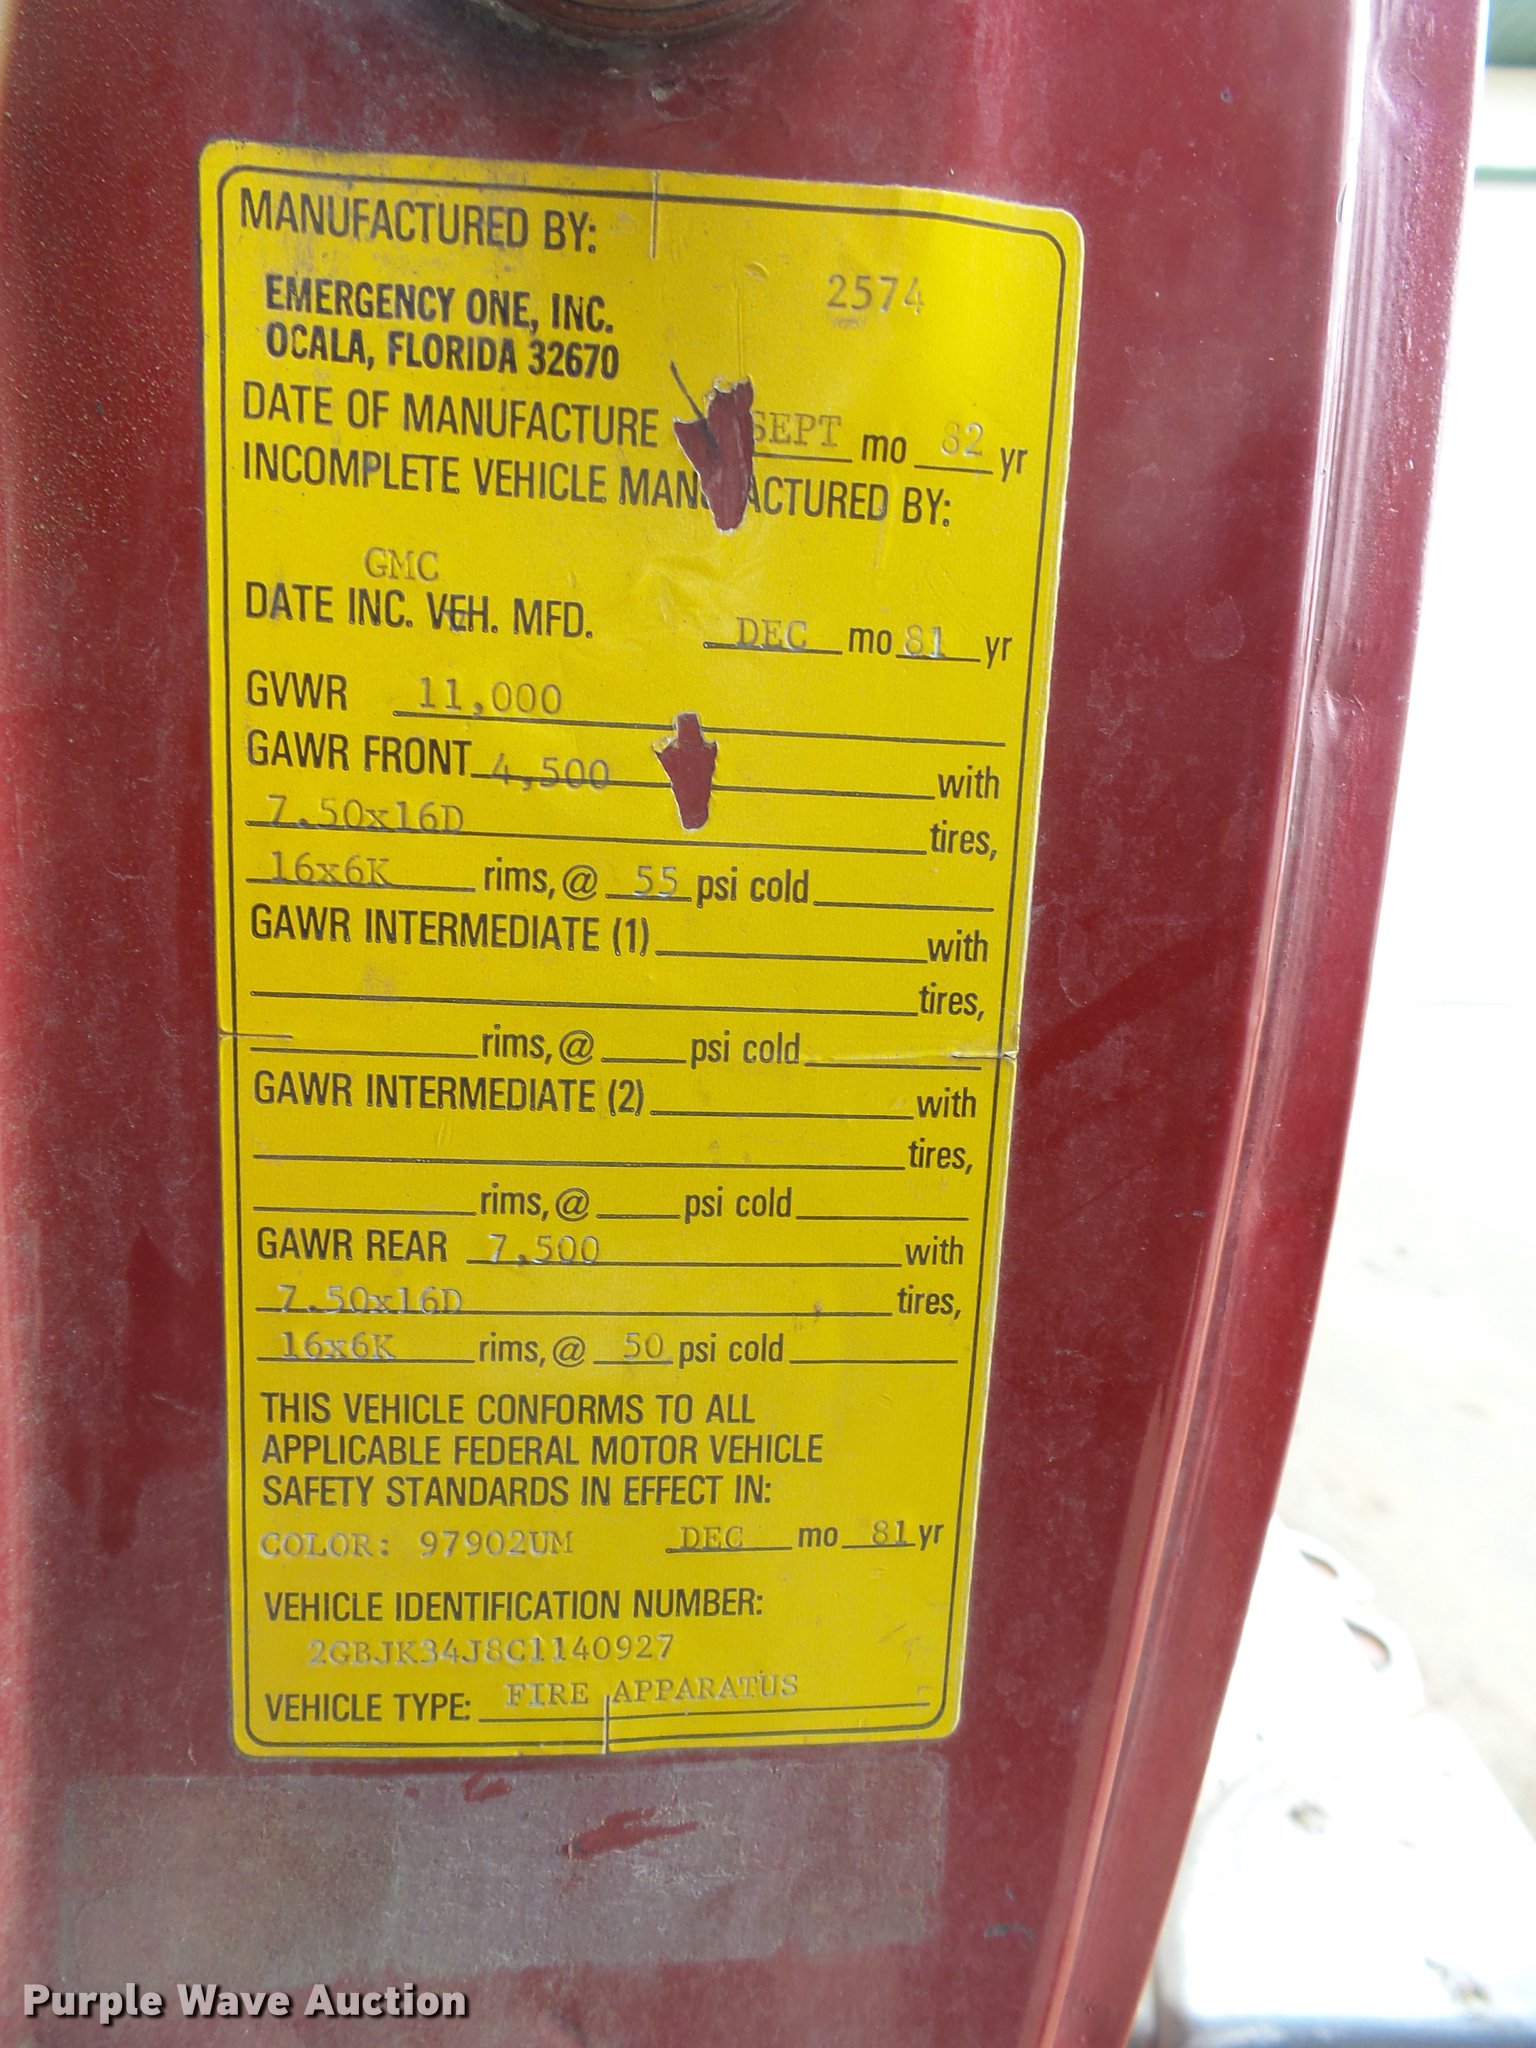 MANUFACTURED BY:
2574
EMERGENCY ONE, INC.
OCALA, FLORIDA 32670
DATE OF MANUFACTURE SEPT mo 82 yr
INCOMPLETE VEHICLE MANUFACTURED BY:
GMC
DATE INC. VEH. MFD. DEC mo 81 yr
GVWR 11,000
GAWR FRONT 4,500 with
7.50x16D tires,
16x6K rims, @ 55 psi cold
GAWR INTERMEDIATE (1) with
tires,
rims, @ psi cold
GAWR INTERMEDIATE (2) with
tires,
rims, @ psi cold
GAWR REAR 7,500 with
7.50x16D tires,
16x6K rims, @ 50 psi cold
THIS VEHICLE CONFORMS TO ALL
APPLICABLE FEDERAL MOTOR VEHICLE
SAFETY STANDARDS IN EFFECT IN:
COLOR: 97902UM DEC mo 81 yr
VEHICLE IDENTIFICATION NUMBER:
2GBJK34J8C1140927
VEHICLE TYPE: FIRE APPARATUS
Purple Wave Auction